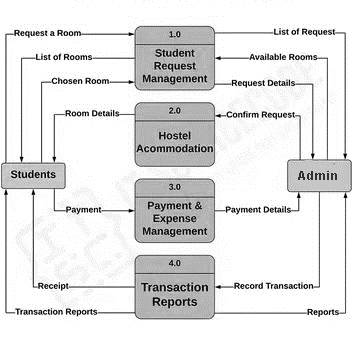 1.0
Request a Room
List of Request
Student
Request
Management
List of Rooms
Available Rooms
Chosen Room
Request Details
2.0
Room Details
Confirm Request
Hostel
Acommodation
Students
Admin
3.0
Payment
Payment &
Expense
Management
Payment Details
4.0
Transaction
Reports
Receipt
Record Transaction
Transaction Reports
Reports